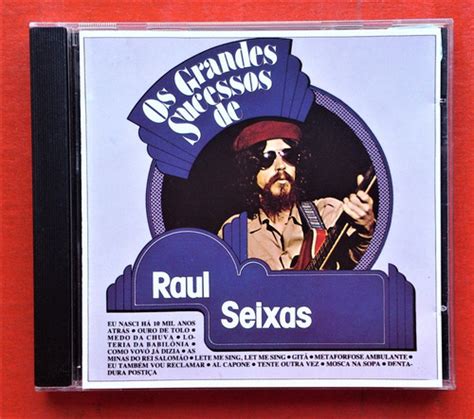 Os Grandes
Sucessos
de
Raul
Seixas
EU NASCI HÁ 10 MIL ANOS
ATRÁS • OURO DE TOLO •
MEDO DA CHUVA • LO-
TERIA DA BABILÔNIA •
COMO VOVÓ JÁ DIZIA • AS
MINAS DO REI SALOMÃO • LETE ME SING, LET ME SING • GITÁ • METAFORFOSE AMBULANTE •
EU TAMBÉM VOU RECLAMAR • AL CAPONE • TENTE OUTRA VEZ • MOSCA NA SOPA • DENTA-
DURA POSTIÇA